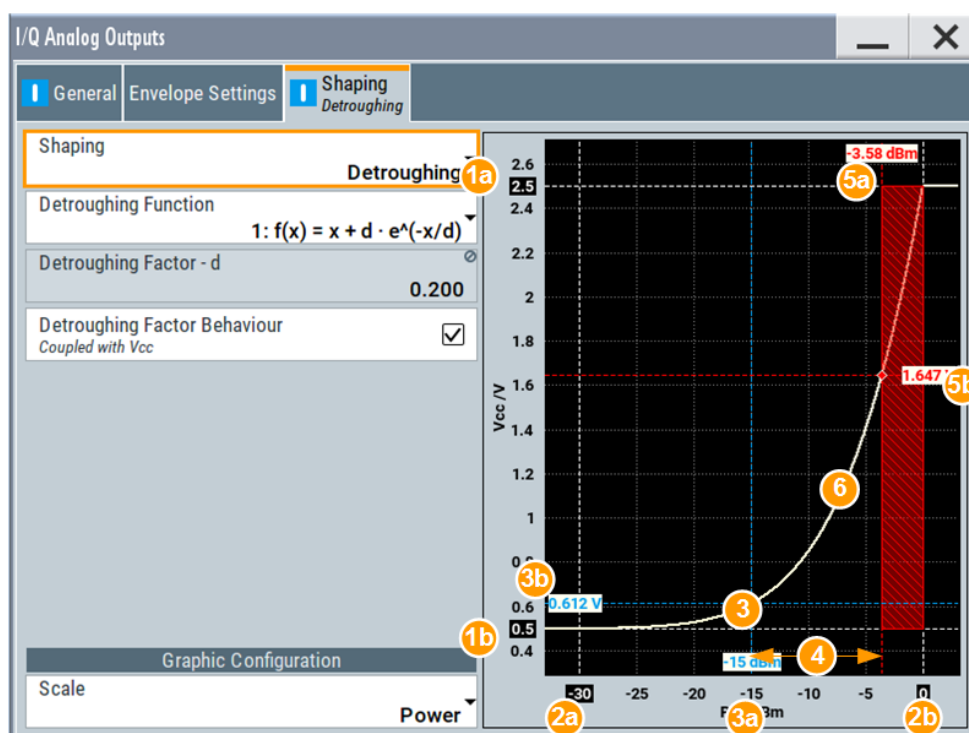 I/Q Analog Outputs
General
Envelope Settings
Shaping
Detroughing
Shaping
Detroughing
1a
Detroughing Function
1: f(x) = x + d · e^(-x/d)
Detroughing Factor - d
0.200
Detroughing Factor Behaviour
Coupled with Vcc
1b
Graphic Configuration
Scale
Power
-3.58 dBm
5a
2.6
2.5
2.4
2.2
2
1.8
1.6
1.4
1.2
1
0.6
0.5
0.4
Vcc /V
1.647
5b
6
3b
0.612 V
3
4
-15 dBm
-30
-25
-20
-15
-10
-5
0
2a
3a
2b